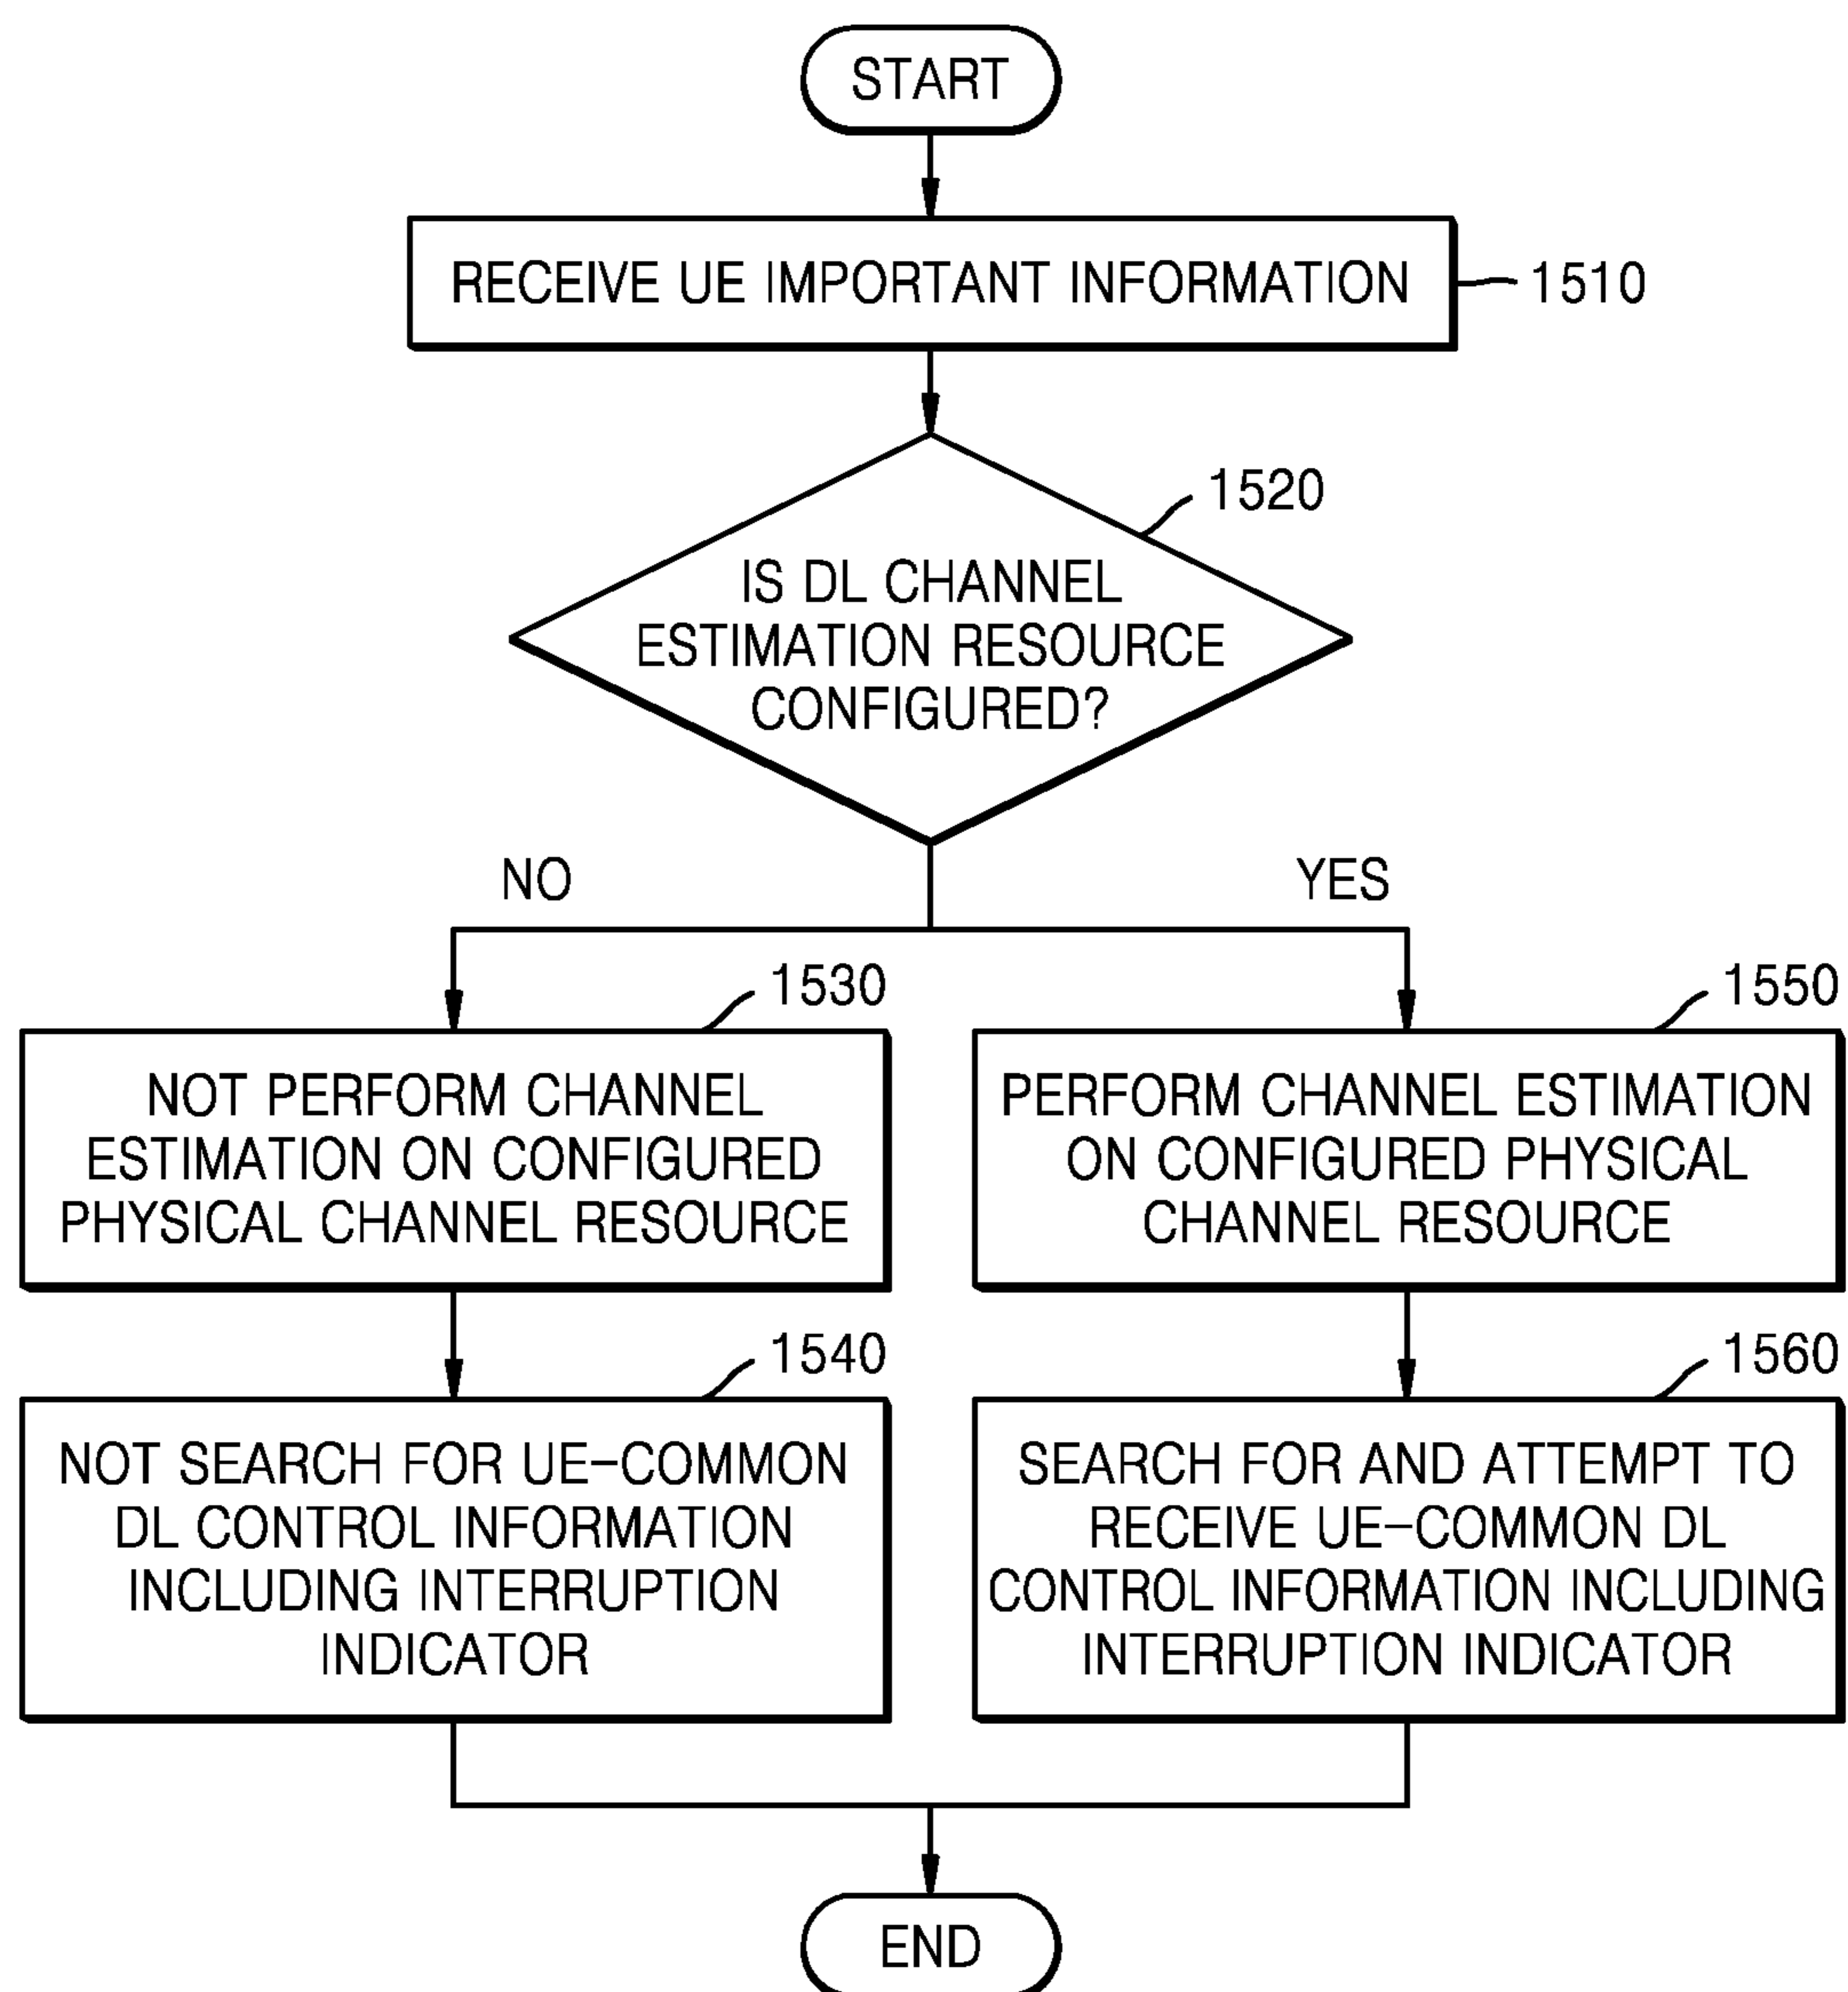 START
RECEIVE UE IMPORTANT INFORMATION
1510
1520
IS DL CHANNEL
ESTIMATION RESOURCE
CONFIGURED?
NO
YES
1530
NOT PERFORM CHANNEL
ESTIMATION ON CONFIGURED
PHYSICAL CHANNEL RESOURCE
1550
PERFORM CHANNEL ESTIMATION
ON CONFIGURED PHYSICAL
CHANNEL RESOURCE
1540
NOT SEARCH FOR UE-COMMON
DL CONTROL INFORMATION
INCLUDING INTERRUPTION
INDICATOR
1560
SEARCH FOR AND ATTEMPT TO
RECEIVE UE-COMMON DL
CONTROL INFORMATION INCLUDING
INTERRUPTION INDICATOR
END